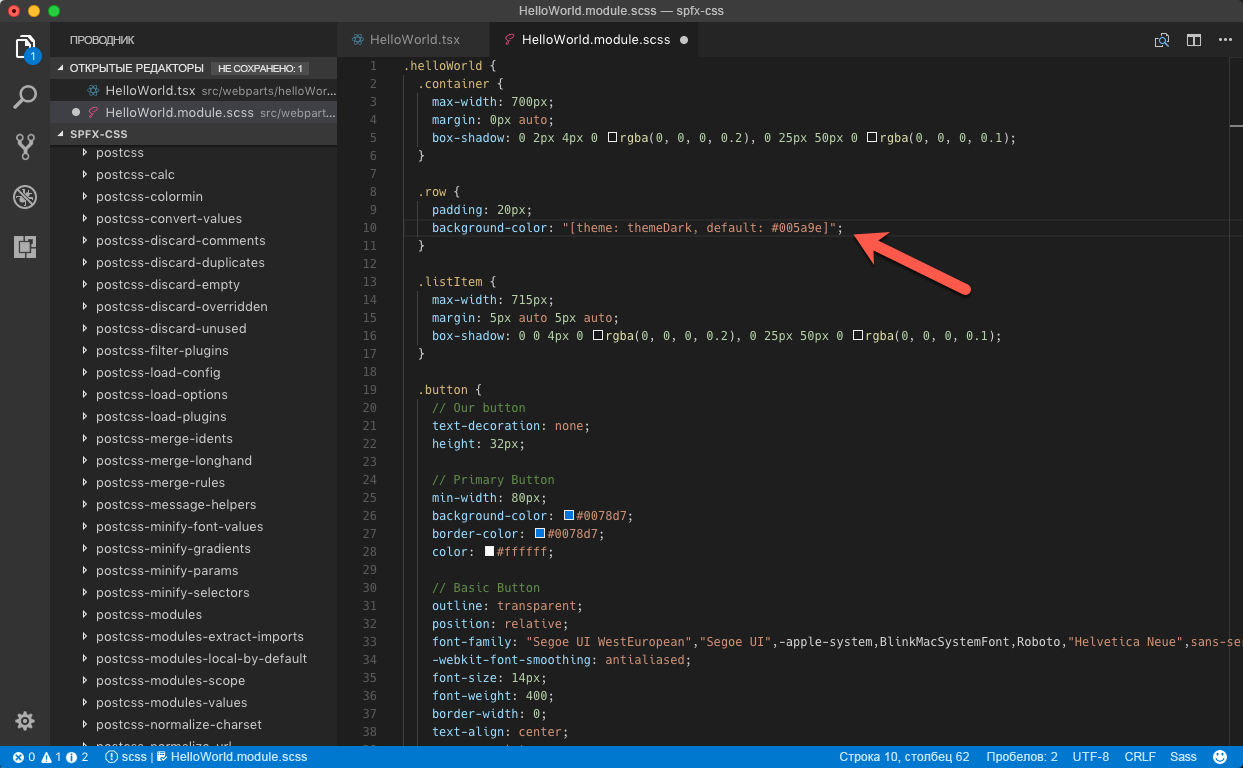 HelloWorld.module.scss — spfx-css
1
ПРОВОДНИК
ОТКРЫТЫЕ РЕДАКТОРЫ НЕ СОХРАНЕНО: 1
HelloWorld.tsx src/webparts/helloWor...
HelloWorld.module.scss src/webpart...
SPFX-CSS
postcss
postcss-calc
postcss-colormin
postcss-convert-values
postcss-discard-comments
postcss-discard-duplicates
postcss-discard-empty
postcss-discard-overridden
postcss-discard-unused
postcss-filter-plugins
postcss-load-config
postcss-load-options
postcss-load-plugins
postcss-merge-idents
postcss-merge-longhand
postcss-merge-rules
postcss-message-helpers
postcss-minify-font-values
postcss-minify-gradients
postcss-minify-params
postcss-minify-selectors
postcss-modules
postcss-modules-extract-imports
postcss-modules-local-by-default
postcss-modules-scope
postcss-modules-values
postcss-normalize-charset
postcss-normalize-url
HelloWorld.tsx HelloWorld.module.scss
1 .helloWorld {
2 .container {
3 max-width: 700px;
4 margin: 0px auto;
5 box-shadow: 0 2px 4px 0 rgba(0, 0, 0, 0.2), 0 25px 50px 0 rgba(0, 0, 0, 0.1);
6 }
7
8 .row {
9 padding: 20px;
10 background-color: "[theme: themeDark, default: #005a9e]";
11 }
12
13 .listItem {
14 max-width: 715px;
15 margin: 5px auto 5px auto;
16 box-shadow: 0 0 4px 0 rgba(0, 0, 0, 0.2), 0 25px 50px 0 rgba(0, 0, 0, 0.1);
17 }
18
19 .button {
20 // Our button
21 text-decoration: none;
22 height: 32px;
23
24 // Primary Button
25 min-width: 80px;
26 background-color: #0078d7;
27 border-color: #0078d7;
28 color: #ffffff;
29
30 // Basic Button
31 outline: transparent;
32 position: relative;
33 font-family: "Segoe UI WestEuropean","Segoe UI",-apple-system,BlinkMacSystemFont,Roboto,"Helvetica Neue",sans-se
34 -webkit-font-smoothing: antialiased;
35 font-size: 14px;
36 font-weight: 400;
37 border-width: 0;
38 text-align: center;
0 1 2 scss | HelloWorld.module.scss Строка 10, столбец 62 Пробелов: 2 UTF-8 CRLF Sass